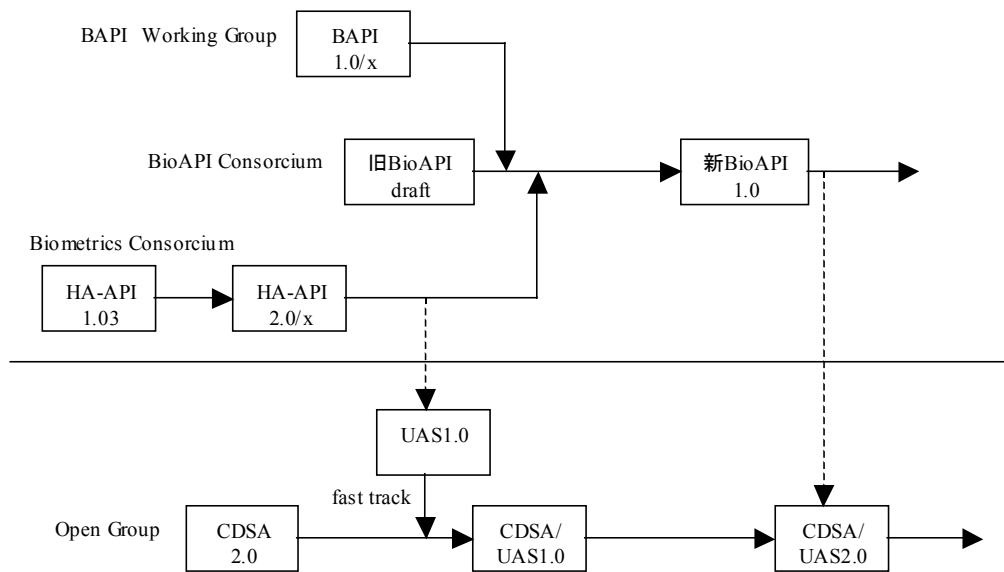 BAPI Working Group
BAPI
1.0/x
BioAPI Consorcium
旧BioAPI
draft
新BioAPI
1.0
Biometrics Consorcium
HA-API
1.03
HA-API
2.0/x
UAS1.0
fast track
Open Group
CDSA
2.0
CDSA/
UAS1.0
CDSA/
UAS2.0